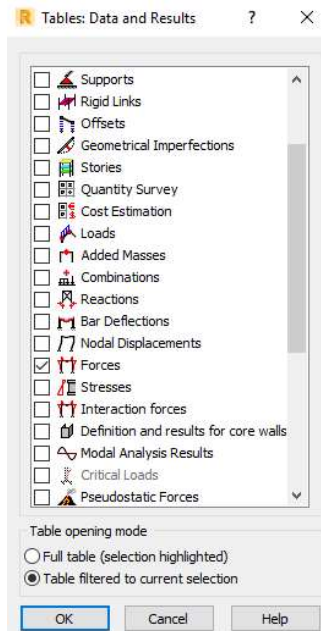 R Tables: Data and Results ?
Supports
Rigid Links
Offsets
Geometrical Imperfections
Stories
Quantity Survey
Cost Estimation
Loads
Added Masses
Combinations
Reactions
Bar Deflections
Nodal Displacements
Forces
Stresses
Interaction forces
Definition and results for core walls
Modal Analysis Results
Critical Loads
Pseudostatic Forces
Table opening mode
Full table (selection highlighted)
Table filtered to current selection
OK Cancel Help